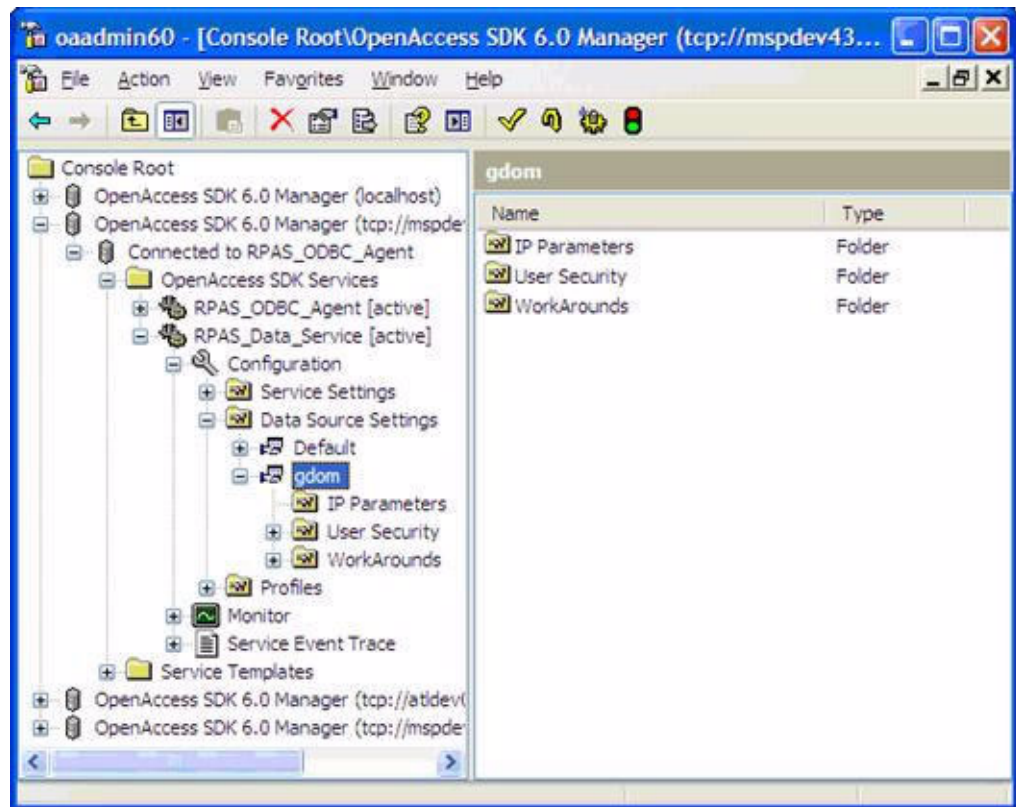 oaadmin60 - [Console Root\OpenAccess SDK 6.0 Manager (tcp://mspdev43...
File Action View Favorites Window Help
Console Root
OpenAccess SDK 6.0 Manager (localhost)
OpenAccess SDK 6.0 Manager (tcp://mspde
Connected to RPAS_ODBC_Agent
OpenAccess SDK Services
RPAS_ODBC_Agent [active]
RPAS_Data_Service [active]
Configuration
Service Settings
Data Source Settings
Default
gdom
IP Parameters
User Security
WorkArounds
Profiles
Monitor
Service Event Trace
Service Templates
OpenAccess SDK 6.0 Manager (tcp://atldev(
OpenAccess SDK 6.0 Manager (tcp://mspde
gdom
Name Type
IP Parameters Folder
User Security Folder
WorkArounds Folder